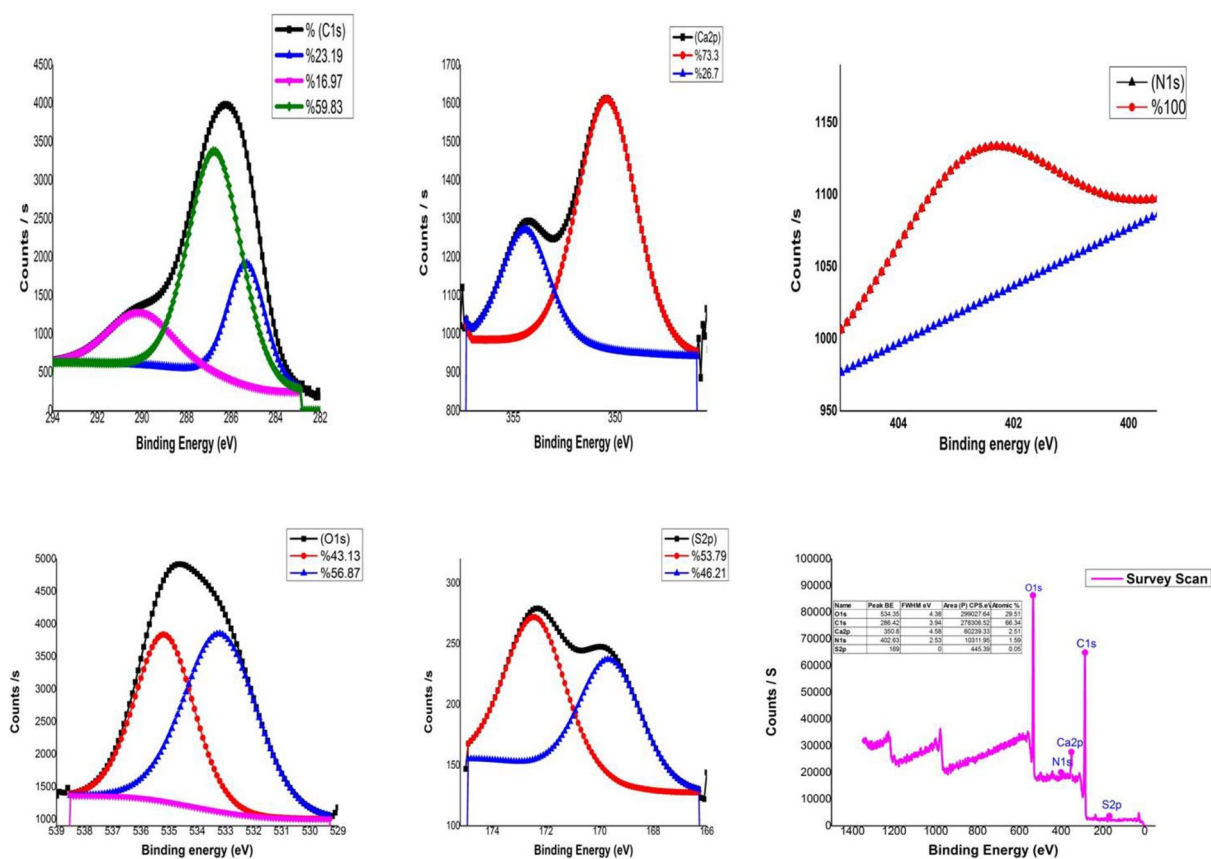 % (C1s)
%23.19
%16.97
%59.83
4500
4000
3500
3000
2500
2000
1500
1000
500
0
Counts / s
294 292 290 288 286 284 282
Binding Energy (eV)
(Ca2p)
%73.3
%26.7
1700
1600
1500
1400
1300
1200
1100
1000
900
800
Counts / s
355 350
Binding Energy (eV)
(N1s)
%100
1150
1100
1050
1000
950
Counts /s
404 402 400
Binding energy (eV)
(O1s)
%43.13
%56.87
5000
4000
3000
2000
1000
Counts /s
539 538 537 536 535 534 533 532 531 530 529
Binding Energy (eV)
(S2p)
%53.79
%46.21
300
250
200
150
100
Counts /s
174 172 170 168 166
Binding Energy (eV)
Survey Scan
100000
90000
80000
70000
60000
50000
40000
30000
20000
10000
0
Counts / S
Name Peak BE FWHM eV Area (P) CPS.eV Atomic %
O1s 534.35 4.38 299027.64 29.51
C1s 286.42 3.94 278306.52 66.34
Ca2p 350.8 4.58 60239.33 2.51
N1s 402.63 2.53 10311.95 1.59
S2p 169 0 445.39 0.05
O1s
C1s
Ca2p
N1s
S2p
1400 1200 1000 800 600 400 200 0
Binding Energy (eV)